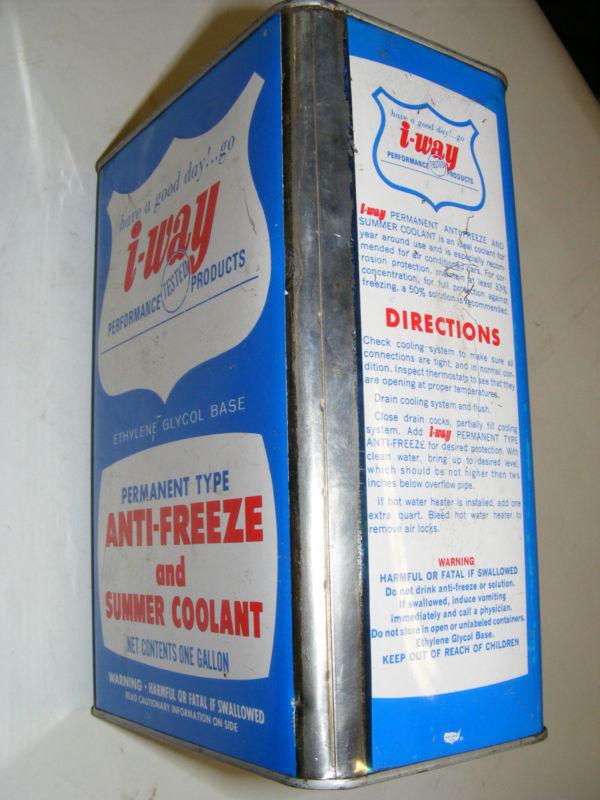 have a good day!..go
i-way
PERFORMANCE TESTED PRODUCTS
ETHYLENE GLYCOL BASE
PERMANENT TYPE
ANTI-FREEZE
and
SUMMER COOLANT
NET CONTENTS ONE GALLON
WARNING - HARMFUL OR FATAL IF SWALLOWED
READ CAUTIONARY INFORMATION ON SIDE
have a good day!..go
i-way
PERFORMANCE TESTED PRODUCTS
i-way PERMANENT ANTI-FREEZE AND
SUMMER COOLANT is an ideal coolant for
year around use and is especially recom-
mended for air conditioned cars. For cor-
rosion protection, maintain at least 33%
concentration, for full protection against
freezing, a 50% solution is recommended.
DIRECTIONS
Check cooling system to make sure all
connections are tight, and in normal con-
dition. Inspect thermostats to see that they
are opening at proper temperatures.
Drain cooling system and flush.
Close drain cocks, partially fill cooling
system. Add i-way PERMANENT TYPE
ANTI-FREEZE for desired protection. With
clean water, bring up to desired level,
which should be not higher than two
inches below overflow pipe.
If hot water heater is installed, add one
extra quart. Bleed hot water heater to
remove air locks.
WARNING
HARMFUL OR FATAL IF SWALLOWED
Do not drink anti-freeze or solution.
If swallowed, induce vomiting
immediately and call a physician.
Do not store in open or unlabeled containers.
Ethylene Glycol Base.
KEEP OUT OF REACH OF CHILDREN